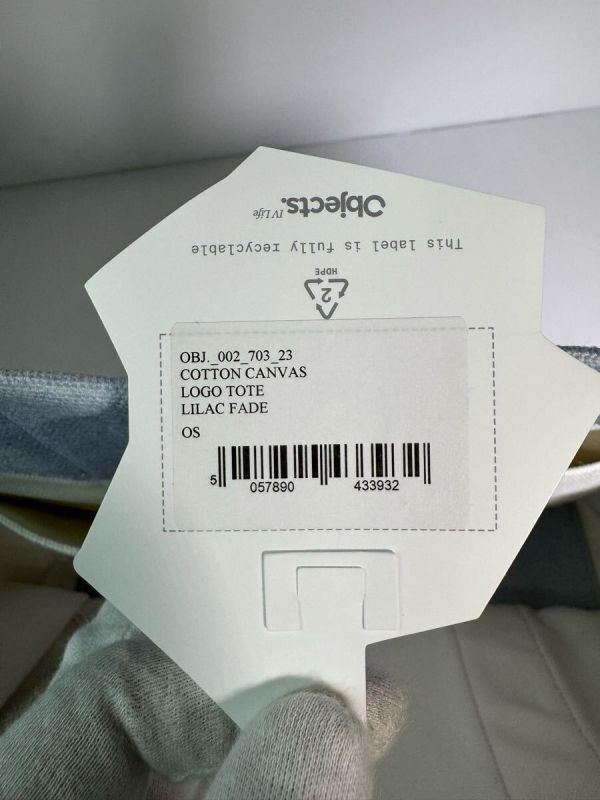 Objects. IV Life
This label is fully recyclable
2
HDPE
OBJ._002_703_23
COTTON CANVAS
LOGO TOTE
LILAC FADE
OS
5 057890 433932